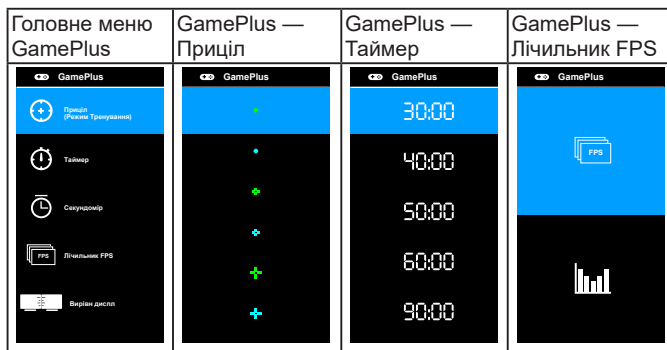 Головне меню
GamePlus
GamePlus —
Приціл
GamePlus —
Таймер
GamePlus —
Лічильник FPS
GamePlus
Приціл
(Режим Тренування)
Таймер
Секундомір
FPS
Лічильник FPS
Вирівн диспл
GamePlus
GamePlus
30:00
40:00
50:00
60:00
90:00
GamePlus
FPS